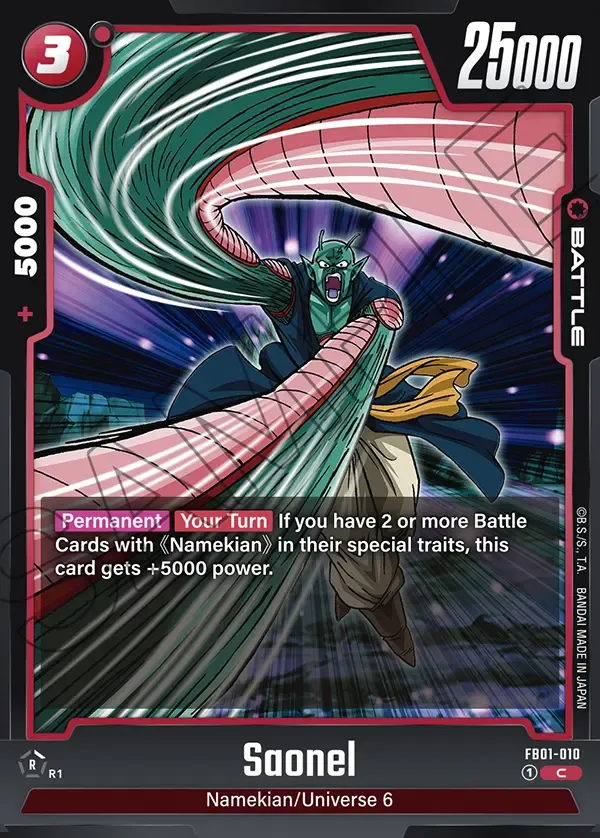 3
25000
+ 5000
BATTLE
SAMPLE
Permanent Your Turn If you have 2 or more Battle
Cards with 《Namekian》 in their special traits, this
card gets +5000 power.
©B.S./S., T.A. BANDAI MADE IN JAPAN
R R1
Saonel
FB01-010
1 C
Namekian/Universe 6